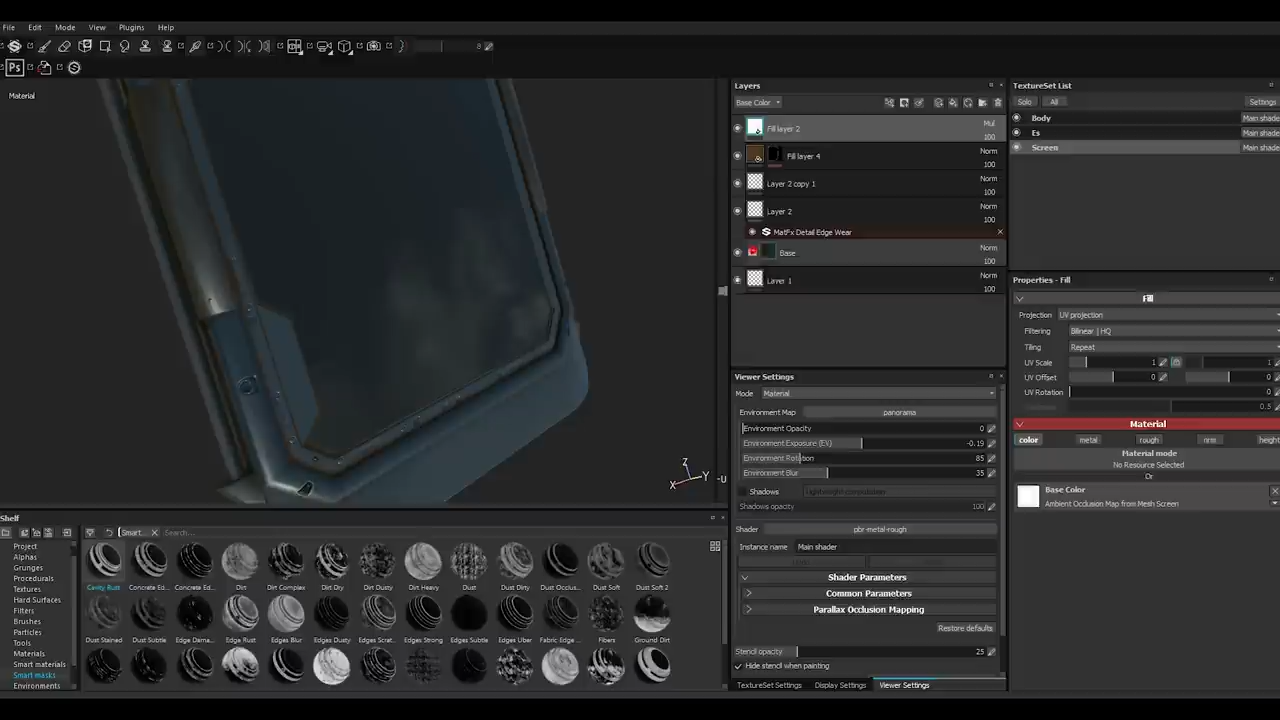 File Edit Mode View Plugins Help
8
Ps
Material
Layers
Base Color
Fill layer 2 Mul
100
Fill layer 4 Norm
100
Layer 2 copy 1 Norm
100
Layer 2 Norm
100
MatFx Detail Edge Wear
Base Norm
100
Layer 1 Norm
100
Viewer Settings
Mode Material
Environment Map panorama
Environment Opacity 0
Environment Exposure (EV) -0.19
Environment Rotation 85
Environment Blur 35
Shadows
Shadows opacity 100
Shader pbr-metal-rough
Instance name Main shader
Shader Parameters
Common Parameters
Parallax Occlusion Mapping
Restore defaults
Stencil opacity 25
Hide stencil when painting
TextureSet Settings Display Settings Viewer Settings
TextureSet List
Solo All Settings
Body Main shade
Es Main shade
Screen Main shade
Properties - Fill
Fill
Projection UV projection
Filtering Bilinear | HQ
Tiling Repeat
UV Scale 1 1
UV Offset 0 0
UV Rotation 0
0.5
Material
color metal rough nrm height
Material mode
No Resource Selected
Or
Base Color
Ambient Occlusion Map from Mesh Screen
Z
Y
X
-U
Shelf
Smart... Search...
Project
Alphas
Grunges
Procedurals
Textures
Hard Surfaces
Filters
Brushes
Particles
Tools
Materials
Smart materials
Smart masks
Environments
Cavity Rust Concrete Ed... Concrete Ed... Dirt Dirt Complex Dirt Dry Dirt Dusty Dirt Heavy Dust Dust Dirty Dust Occlus... Dust Soft Dust Soft 2
Dust Stained Dust Subtle Edge Dama... Edge Rust Edges Blur Edges Dusty Edges Scrat... Edges Strong Edges Subtle Edges Uber Fabric Edge ... Fibers Ground Dirt